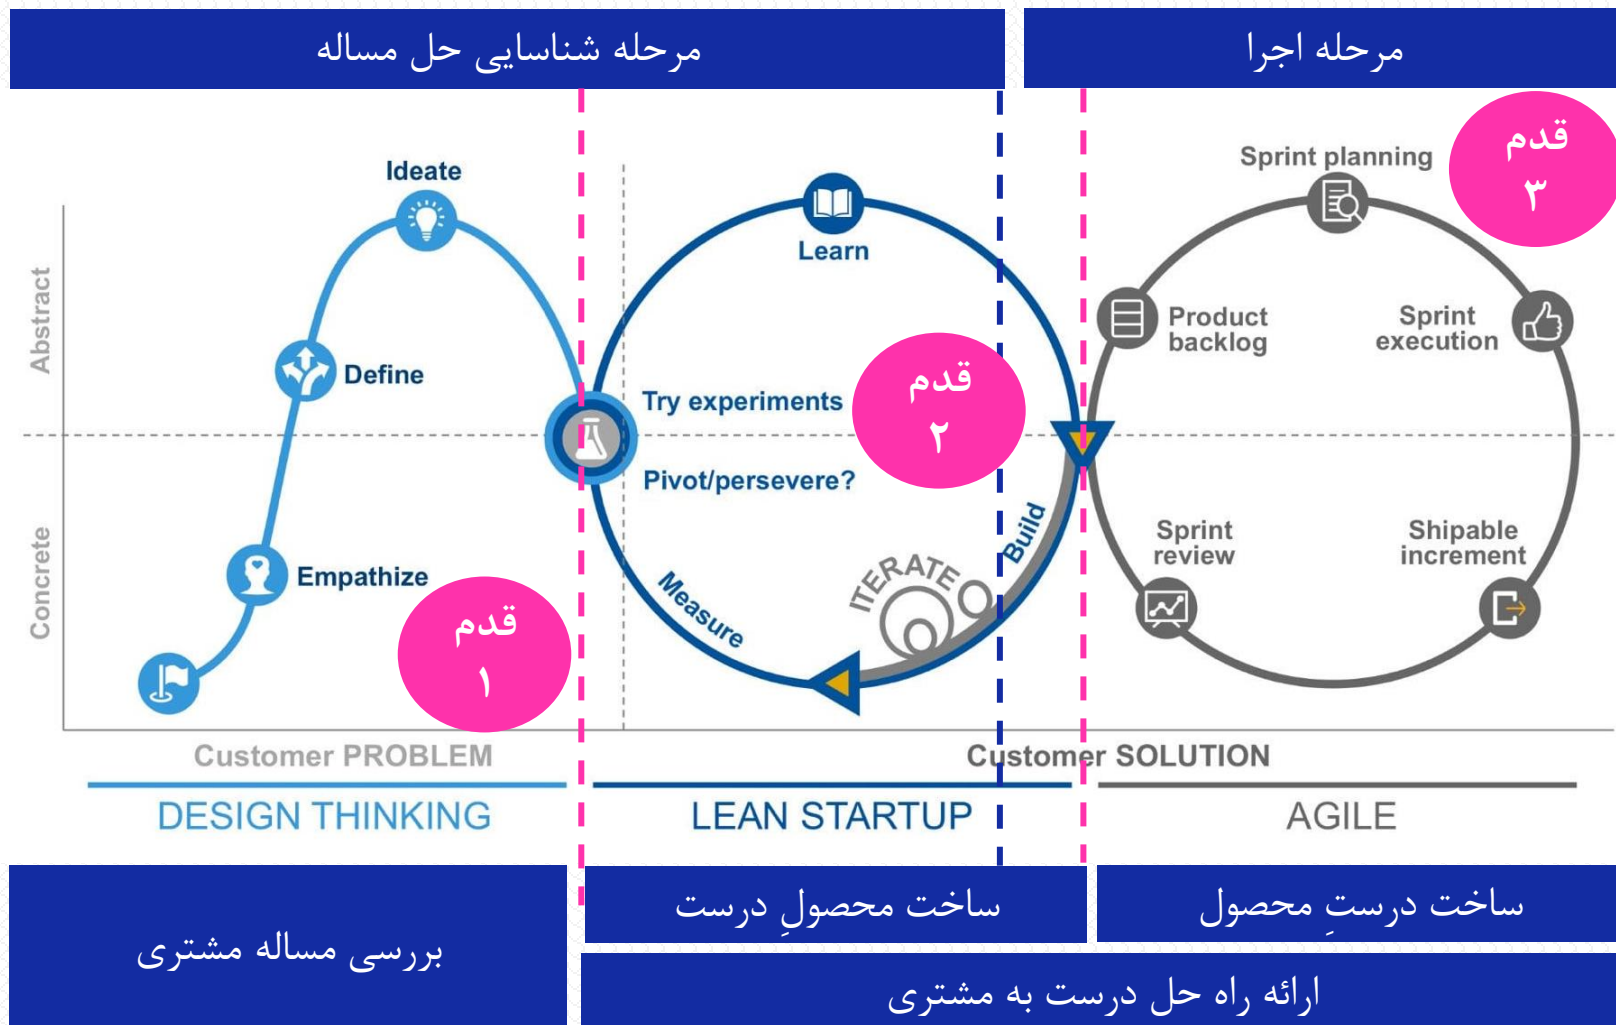 مرحله شناسایی حل مساله
مرحله اجرا
Ideate
Define
Empathize
قدم
۱
Learn
Try experiments
Pivot/persevere?
قدم
۲
Measure
ITERATE
Build
قدم
۳
Sprint planning
Product
backlog
Sprint
execution
Sprint
review
Shipable
increment
Abstract
Concrete
Customer PROBLEM
Customer SOLUTION
DESIGN THINKING
LEAN STARTUP
AGILE
بررسی مساله مشتری
ساخت محصولِ درست
ساخت درستِ محصول
ارائه راه حل درست به مشتری